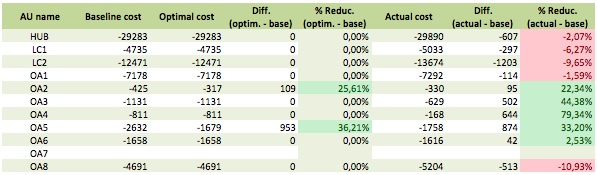 AU name Baseline cost Optimal cost Diff. (optim. - base) % Reduc. (optim. - base) Actual cost Diff. (actual - base) % Reduc. (actual - base)
HUB -29283 -29283 0 0,00% -29890 -607 -2,07%
LC1 -4735 -4735 0 0,00% -5033 -297 -6,27%
LC2 -12471 -12471 0 0,00% -13674 -1203 -9,65%
OA1 -7178 -7178 0 0,00% -7292 -114 -1,59%
OA2 -425 -317 109 25,61% -330 95 22,34%
OA3 -1131 -1131 0 0,00% -629 502 44,38%
OA4 -811 -811 0 0,00% -168 644 79,34%
OA5 -2632 -1679 953 36,21% -1758 874 33,20%
OA6 -1658 -1658 0 0,00% -1616 42 2,53%
OA7
OA8 -4691 -4691 0 0,00% -5204 -513 -10,93%